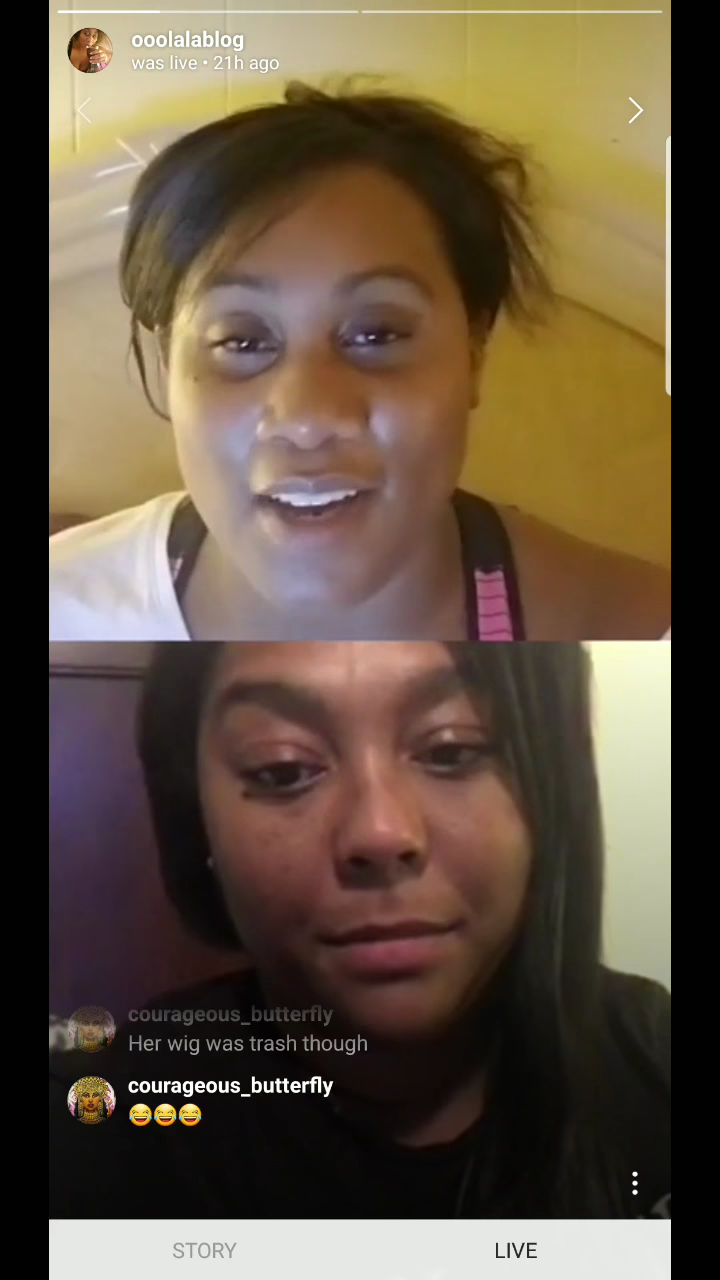 ooolalablog
was live • 21h ago
courageous_butterfly
Her wig was trash though
courageous_butterfly
😂😂😂
STORY LIVE